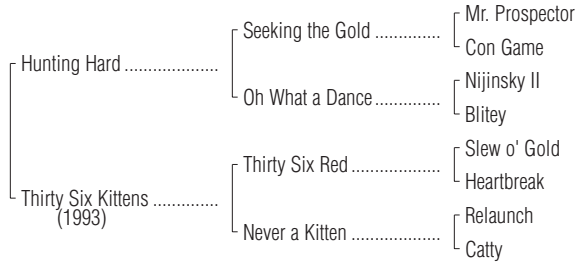 Mr. Prospector
Seeking the Gold ..............
Con Game
Hunting Hard ....................
Nijinsky II
Oh What a Dance ..............
Blitey
Slew o' Gold
Thirty Six Red ...................
Heartbreak
Thirty Six Kittens ..............
(1993)
Relaunch
Never a Kitten ...................
Catty